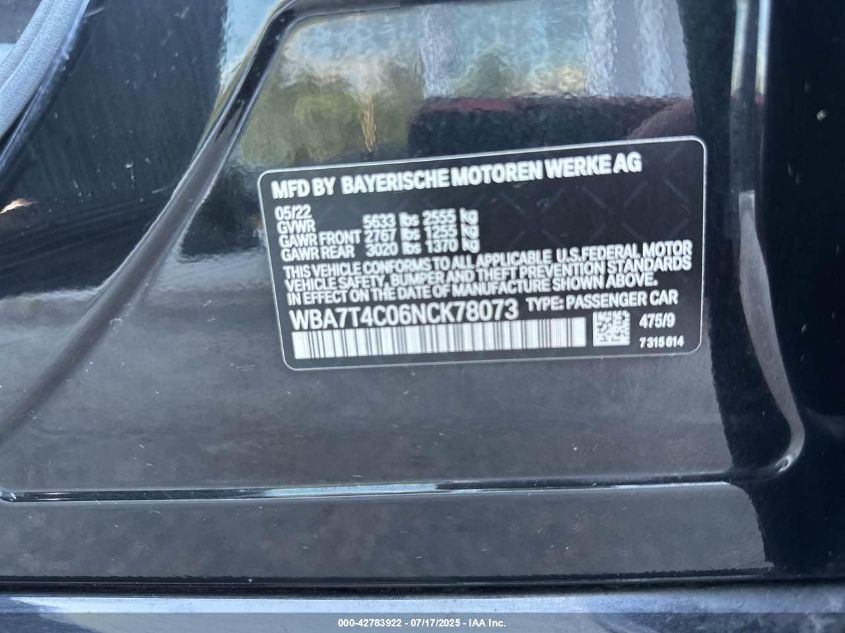 MFD BY BAYERISCHE MOTOREN WERKE AG
05/22
GVWR 5633 lbs 2555 kg
GAWR FRONT 2767 lbs 1255 kg
GAWR REAR 3020 lbs 1370 kg
THIS VEHICLE CONFORMS TO ALL APPLICABLE U.S.FEDERAL MOTOR
VEHICLE SAFETY, BUMPER AND THEFT PREVENTION STANDARDS
IN EFFECT ON THE DATE OF MANUFACTURE SHOWN ABOVE.
WBA7T4C06NCK78073 TYPE: PASSENGER CAR
475/9
7315814
000-42783922 - 07/17/2025 - IAA Inc.